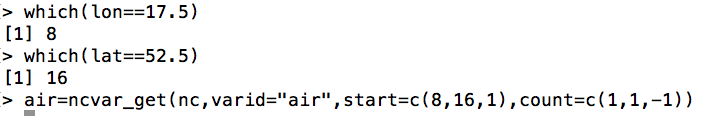 > which(lon==17.5)
[1] 8
> which(lat==52.5)
[1] 16
> air=ncvar_get(nc,varid="air",start=c(8,16,1),count=c(1,1,-1))